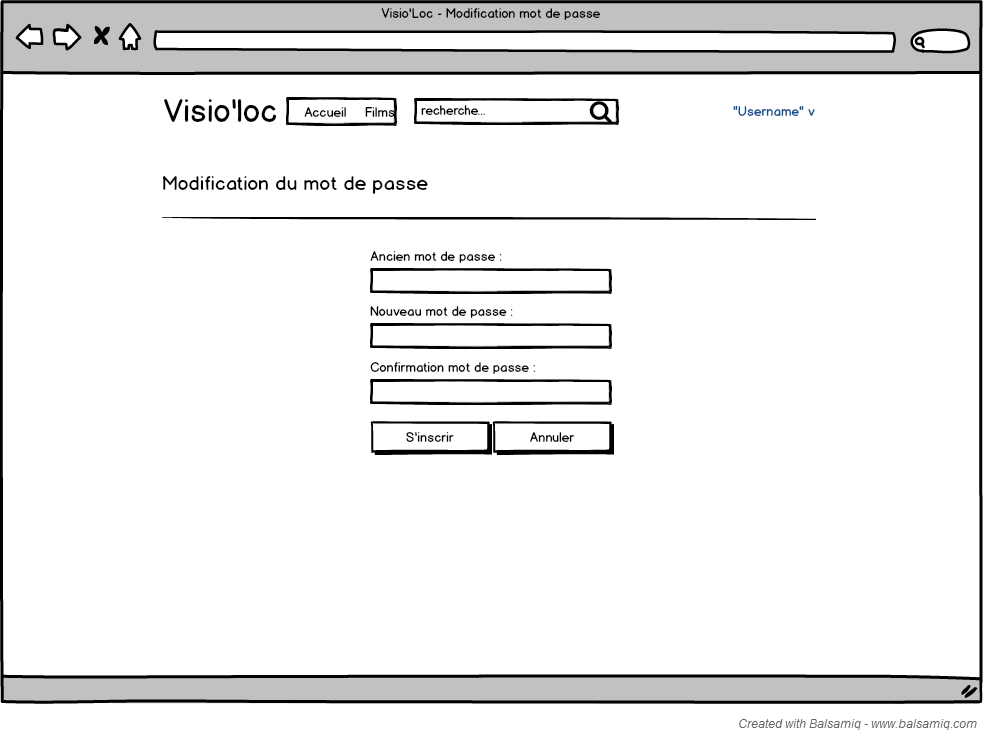 Visio'Loc - Modification mot de passe
Visio'loc Accueil Films recherche... "Username" v
Modification du mot de passe
Ancien mot de passe :
Nouveau mot de passe :
Confirmation mot de passe :
S'inscrir Annuler
Created with Balsamiq - www.balsamiq.com